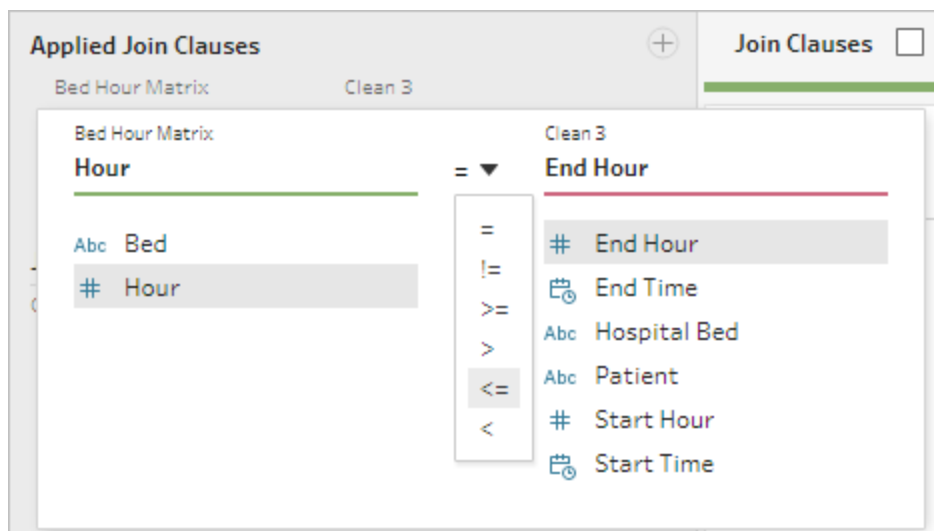 Applied Join Clauses
Join Clauses
Bed Hour Matrix Clean 3
Bed Hour Matrix
Hour
Abc Bed
# Hour
= ▼
=
!=
>=
>
<=
<
Clean 3
End Hour
# End Hour
End Time
Abc Hospital Bed
Abc Patient
# Start Hour
Start Time